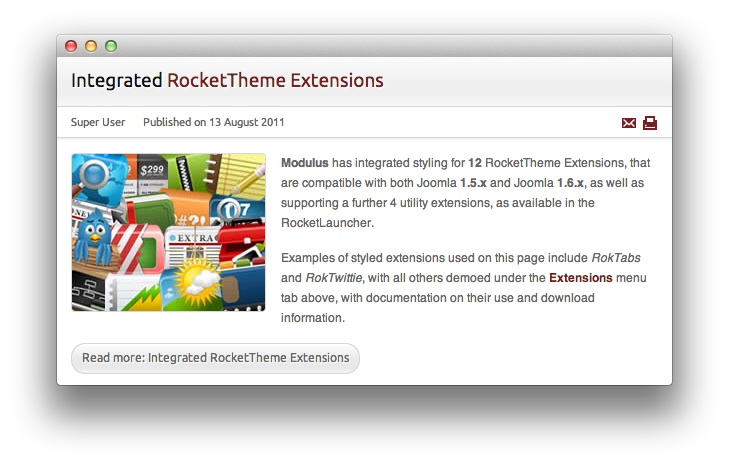 Integrated RocketTheme Extensions
Super User Published on 13 August 2011
$299
NEWS
EXTRA
07
Modulus has integrated styling for 12 RocketTheme Extensions, that
are compatible with both Joomla 1.5.x and Joomla 1.6.x, as well as
supporting a further 4 utility extensions, as available in the
RocketLauncher.
Examples of styled extensions used on this page include RokTabs
and RokTwittie, with all others demoed under the Extensions menu
tab above, with documentation on their use and download
information.
Read more: Integrated RocketTheme Extensions